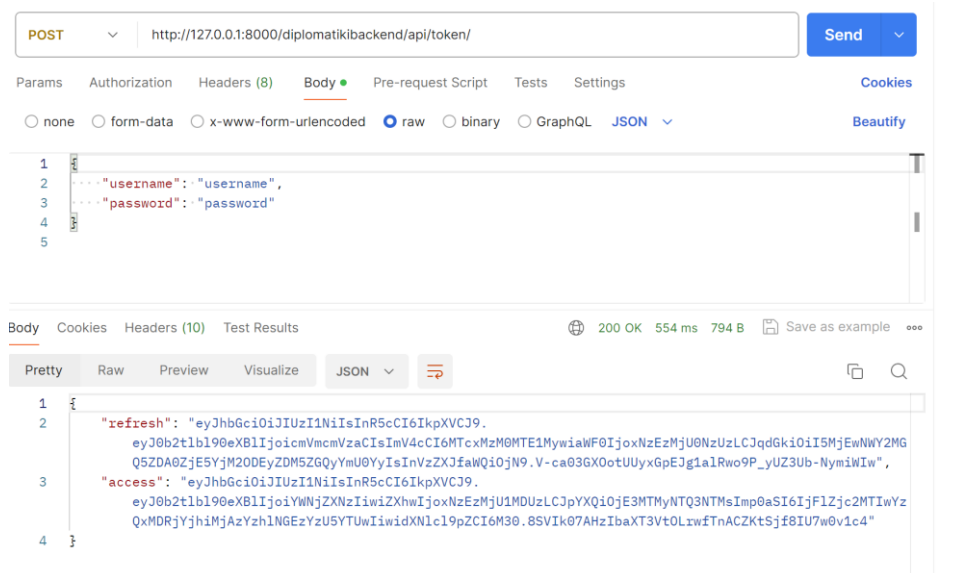 POST http://127.0.0.1:8000/diplomatikibackend/api/token/ Send
Params Authorization Headers (8) Body Pre-request Script Tests Settings Cookies
none form-data x-www-form-urlencoded raw binary GraphQL JSON Beautify
1 {
2 "username": "username",
3 "password": "password"
4 }
5
Body Cookies Headers (10) Test Results 200 OK 554 ms 794 B Save as example
Pretty Raw Preview Visualize JSON
1 {
2 "refresh": "eyJhbGciOiJIUzI1NiIsInR5cCI6IkpXVCJ9.
eyJ0b2tlbl90eXBlIjoicmVmcmVzaCIsImV4cCI6MTcxMzM0MTE1MywiaWF0IjoxNzEzMjU0NzUzLCJqdGkiOiI5MjEwNWY2MG
Q5ZDA0ZjE5YjM2ODEyZDM5ZGQyYmU0YyIsInVzZXJfaWQiOjN9.V-ca03GXOotUUyxGpEJg1alRwo9P_yUZ3Ub-NymiWIw",
3 "access": "eyJhbGciOiJIUzI1NiIsInR5cCI6IkpXVCJ9.
eyJ0b2tlbl90eXBlIjoiYWNjZXNzIiwiZXhwIjoxNzEzMjU1MDUzLCJpYXQiOjE3MTMyNTQ3NTMsImp0aSI6IjFlZjc2MTIwYz
QxMDRjYjhiMjAzYzhlNGEzYzU5YTUwIiwidXNlcl9pZCI6M30.8SVIk07AHzIbaXT3VtOLrwfTnACZKtSjf8IU7w0v1c4"
4 }